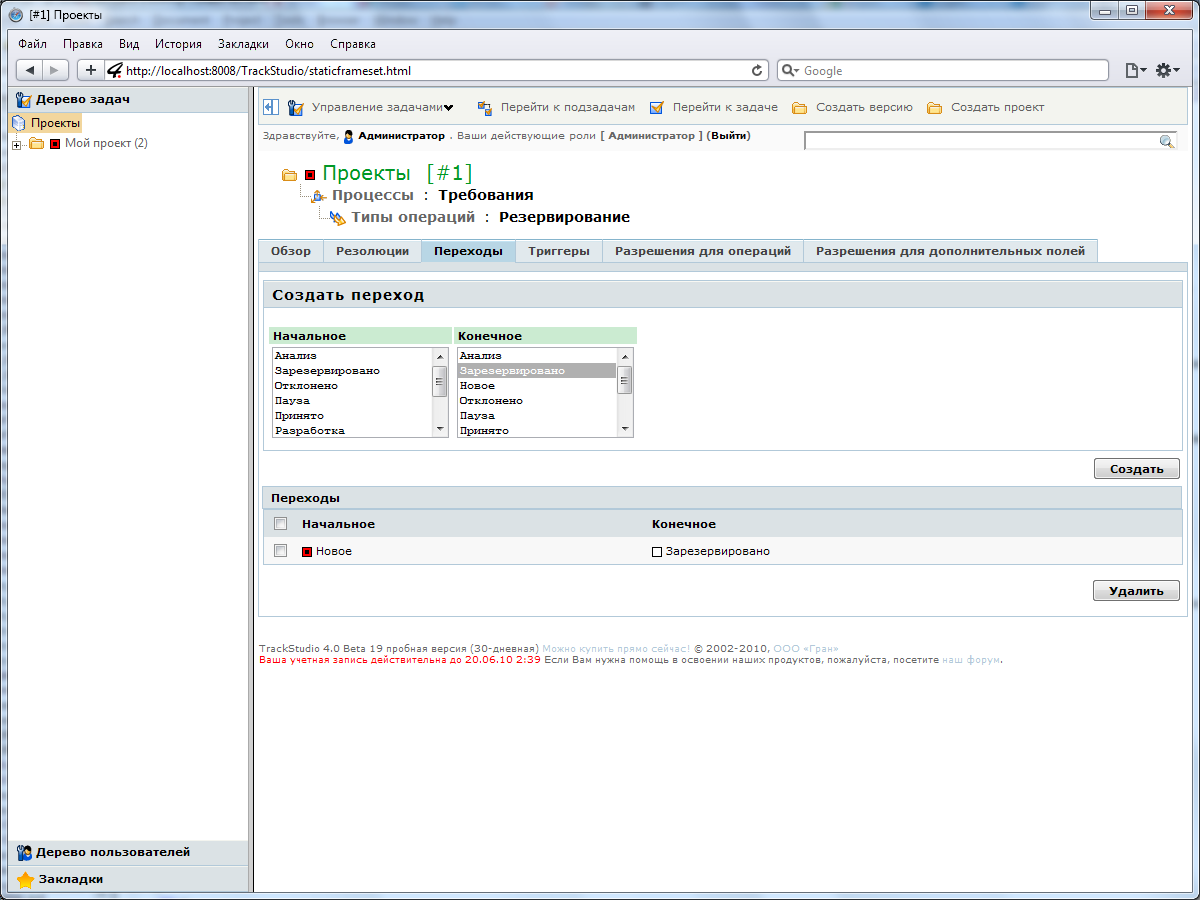 [#1] Проекты
Файл Правка Вид История Закладки Окно Справка
http://localhost:8008/TrackStudio/staticframeset.html Google
Дерево задач
Проекты
Мой проект (2)
Управление задачами Перейти к подзадачам Перейти к задаче Создать версию Создать проект
Здравствуйте, Администратор . Ваши действующие роли [ Администратор ] (Выйти)
Проекты [#1]
Процессы : Требования
Типы операций : Резервирование
Обзор Резолюции Переходы Триггеры Разрешения для операций Разрешения для дополнительных полей
Создать переход
Начальное Конечное
Анализ Анализ
Зарезервировано Зарезервировано
Отклонено Новое
Пауза Отклонено
Принято Пауза
Разработка Принято
Создать
Переходы
Начальное Конечное
Новое Зарезервировано
Удалить
TrackStudio 4.0 Beta 19 пробная версия (30-дневная) Можно купить прямо сейчас! © 2002-2010, ООО «Гран»
Ваша учетная запись действительна до 20.06.10 2:39 Если Вам нужна помощь в освоении наших продуктов, пожалуйста, посетите наш форум.
Дерево пользователей
Закладки